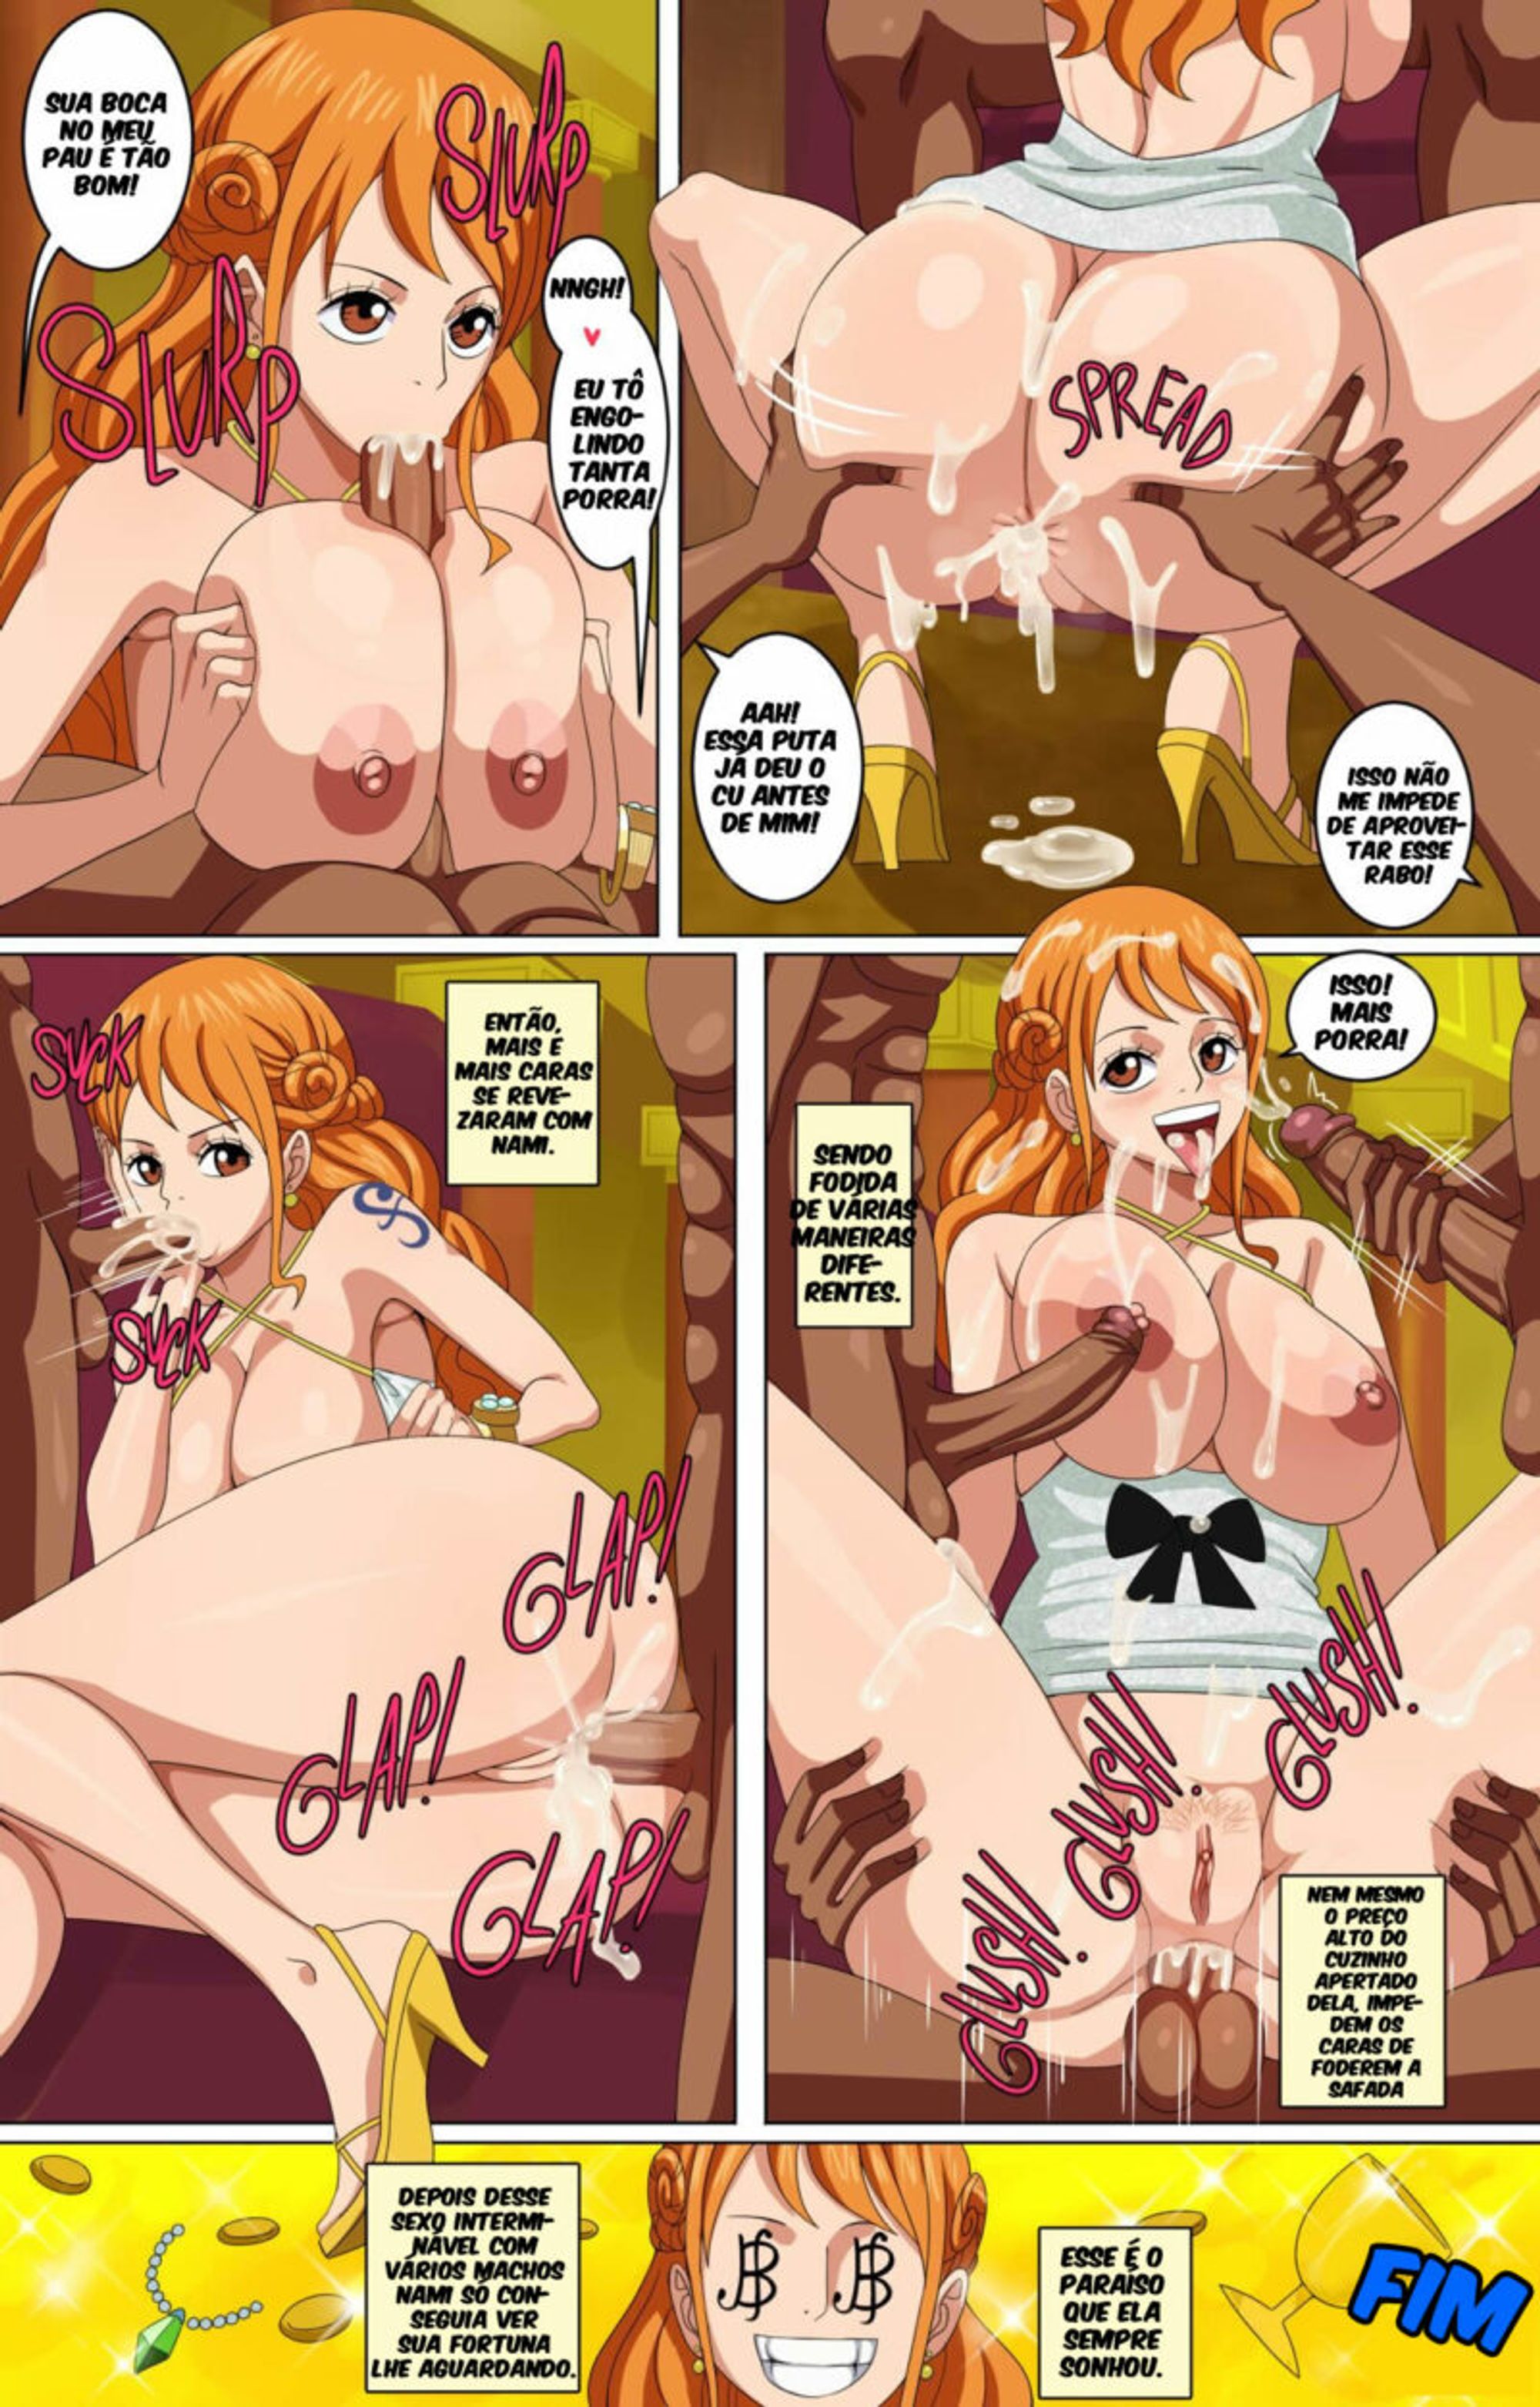 SUA BOCA
NO MEU
PAU É TÃO
BOM!
SLURP
SLURP
NNGH!
EU TÔ
ENGO-
LINDO
TANTA
PORRA!
SPREAD
AAH!
ESSA PUTA
JÁ DEU O
CU ANTES
DE MIM!
ISSO NÃO
ME IMPEDE
DE APROVEI-
TAR ESSE
RABO!
SUCK
SUCK
ENTÃO,
MAIS E
MAIS CARAS
SE REVE-
ZARAM COM
NAMI.
GLAP!
GLAP!
GLAP!
ISSO!
MAIS
PORRA!
SENDO
FODIDA
DE VÁRIAS
MANEIRAS
DIFE-
RENTES.
GUSH!
GUSH!
GUSH!
NEM MESMO
O PREÇO
ALTO DO
CUZINHO
APERTADO
DELA, IMPE-
DEM OS
CARAS DE
FODEREM A
SAFADA
DEPOIS DESSE
SEXO INTERMI-
NÁVEL COM
VÁRIOS MACHOS
NAMI SÓ CON-
SEGUIA VER
SUA FORTUNA
LHE AGUARDANDO.
ESSE É O
PARAÍSO
QUE ELA
SEMPRE
SONHOU.
FIM